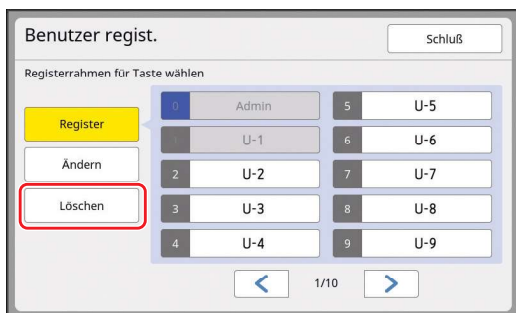 Benutzer regist.
Schluß
Registerrahmen für Taste wählen
Register
Ändern
Löschen
0 Admin
U-1
2 U-2
3 U-3
4 U-4
5 U-5
6 U-6
7 U-7
8 U-8
9 U-9
1/10